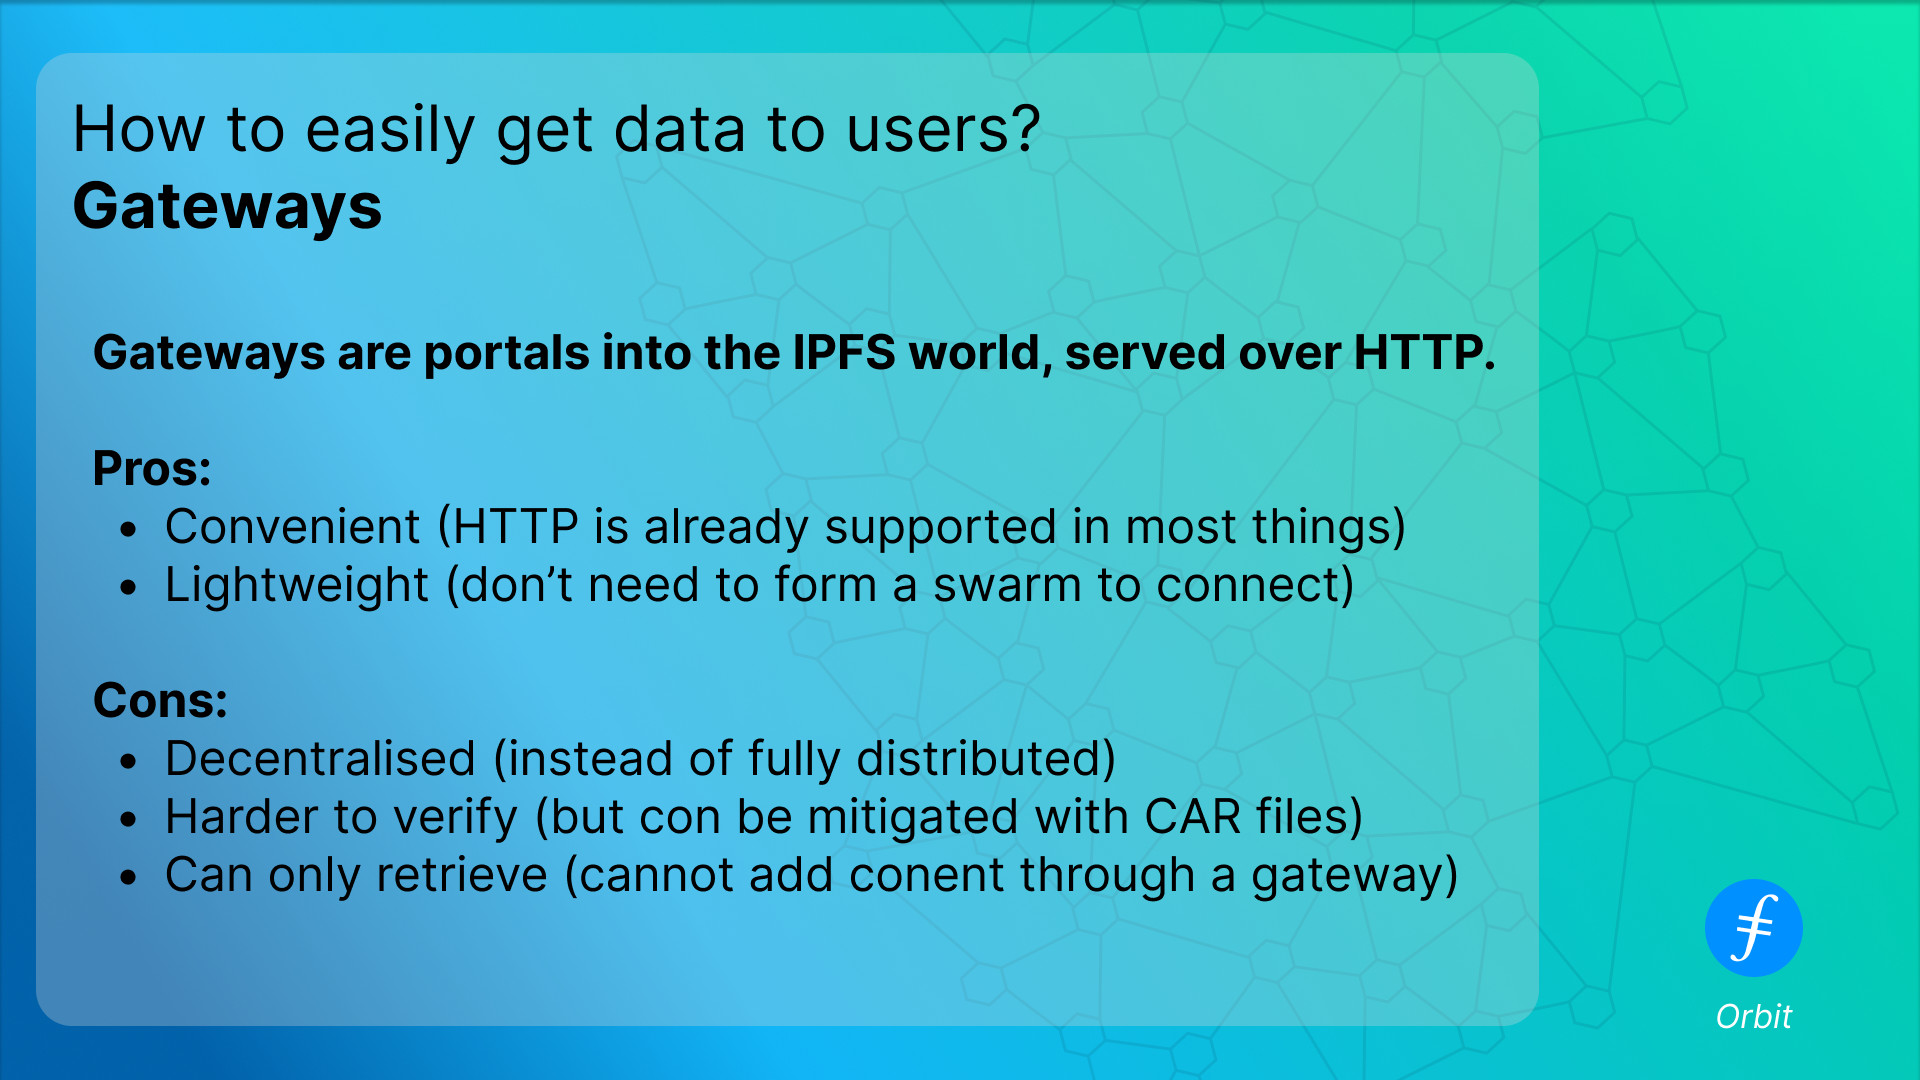 How to easily get data to users?
Gateways
Gateways are portals into the IPFS world, served over HTTP.
Pros:
• Convenient (HTTP is already supported in most things)
• Lightweight (don’t need to form a swarm to connect)
Cons:
• Decentralised (instead of fully distributed)
• Harder to verify (but con be mitigated with CAR files)
• Can only retrieve (cannot add conent through a gateway)
Orbit